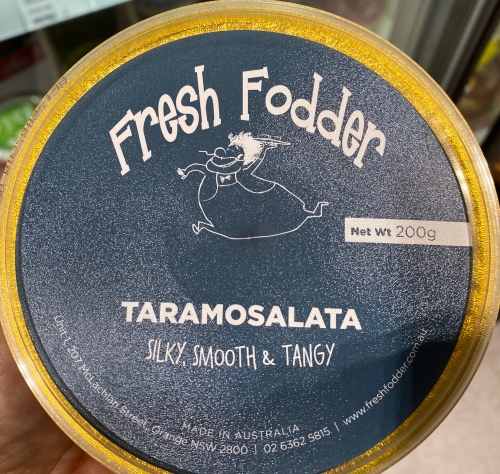 Fresh Fodder
Net Wt 200g
TARAMOSALATA
SILKY, SMOOTH & TANGY
MADE IN AUSTRALIA
Unit 1, 207 McLachlan Street, Orange NSW 2800 | 02 6362 5815 | www.freshfodder.com.au